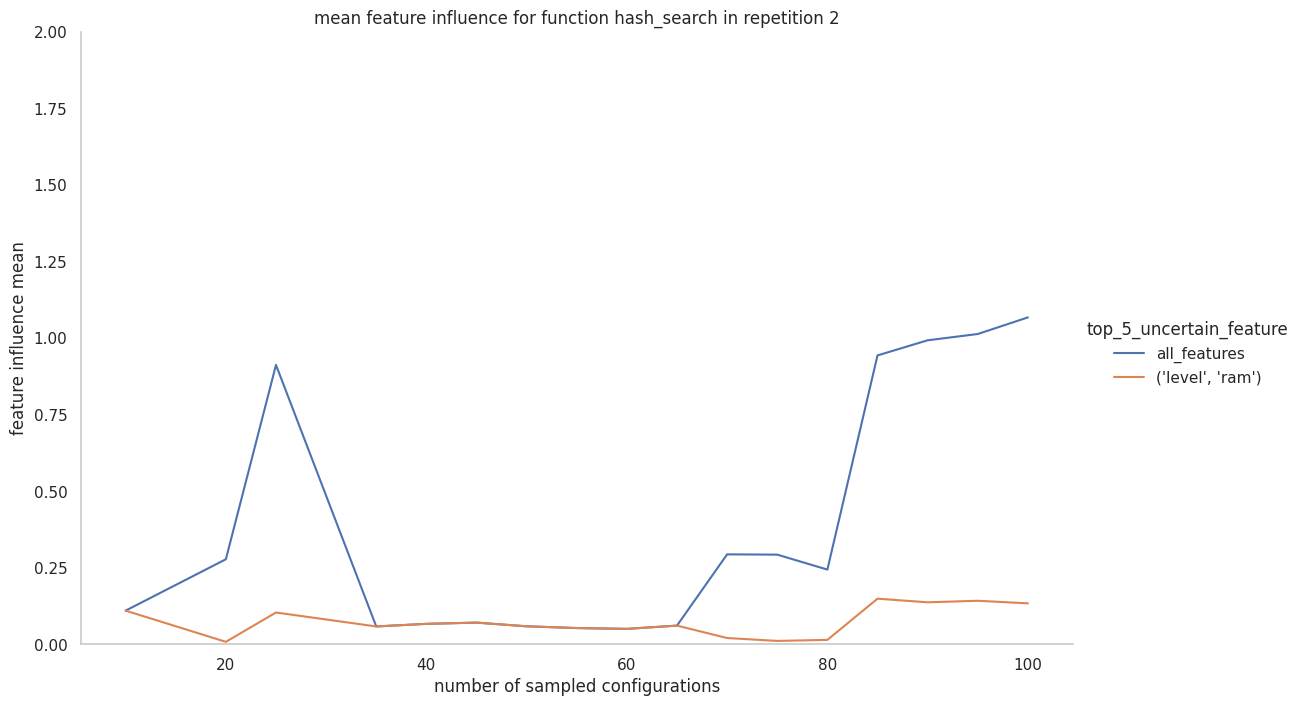 mean feature influence for function hash_search in repetition 2
2.00
1.75
1.50
1.25
1.00
0.75
0.50
0.25
0.00
feature influence mean
20
40
60
80
100
number of sampled configurations
top_5_uncertain_feature
all_features
('level', 'ram')